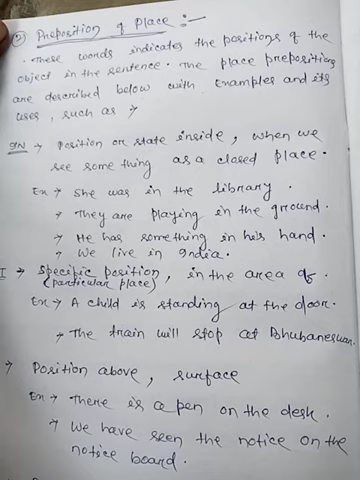 ② Preposition of Place :-
· These words indicates the positions of the
object in the sentence. The place prepositions
are described below with examples and its
uses, such as →
IN → Position or state inside, when we
see something as a closed place.
Ex → She was in the library.
→ They are playing in the ground.
→ He has something in his hand.
→ We live in India.
→ Specific position, in the area of.
(particular place)
Ex → A child is standing at the door.
→ The train will stop at Bhubaneswar.
→ Position above, surface
Ex → There is a pen on the desk.
→ We have seen the notice on the
notice board.